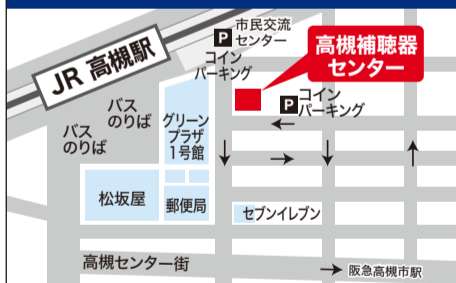 市民交流
センター
P
コイン
パーキング
高槻補聴器
センター
JR 高槻駅
P
コイン
パーキング
バス
のりば
バス
のりば
グリーン
プラザ
1号館
松坂屋
郵便局
セブンイレブン
高槻センター街
阪急高槻市駅